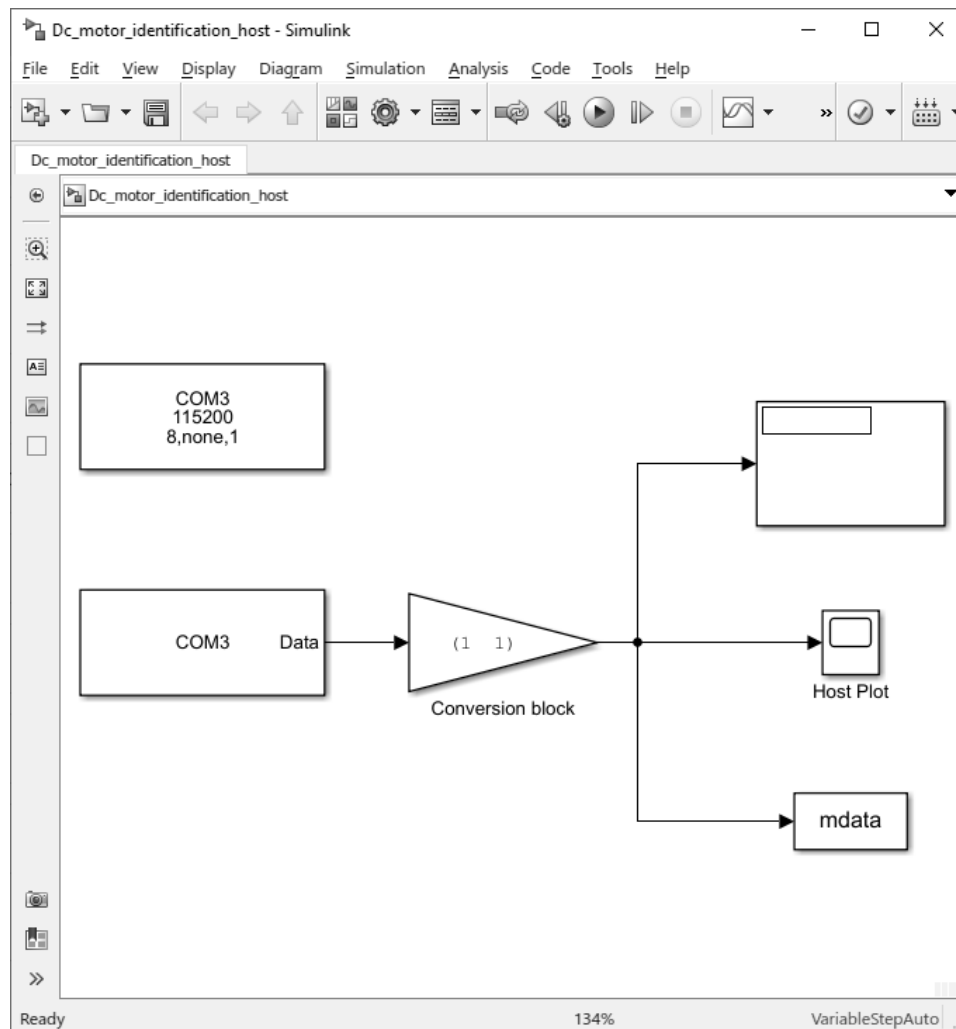 Dc_motor_identification_host - Simulink
File Edit View Display Diagram Simulation Analysis Code Tools Help
»
Dc_motor_identification_host
Dc_motor_identification_host
COM3
115200
8,none,1
COM3 Data
(1 1)
Conversion block
Host Plot
mdata
»
Ready 134% VariableStepAuto